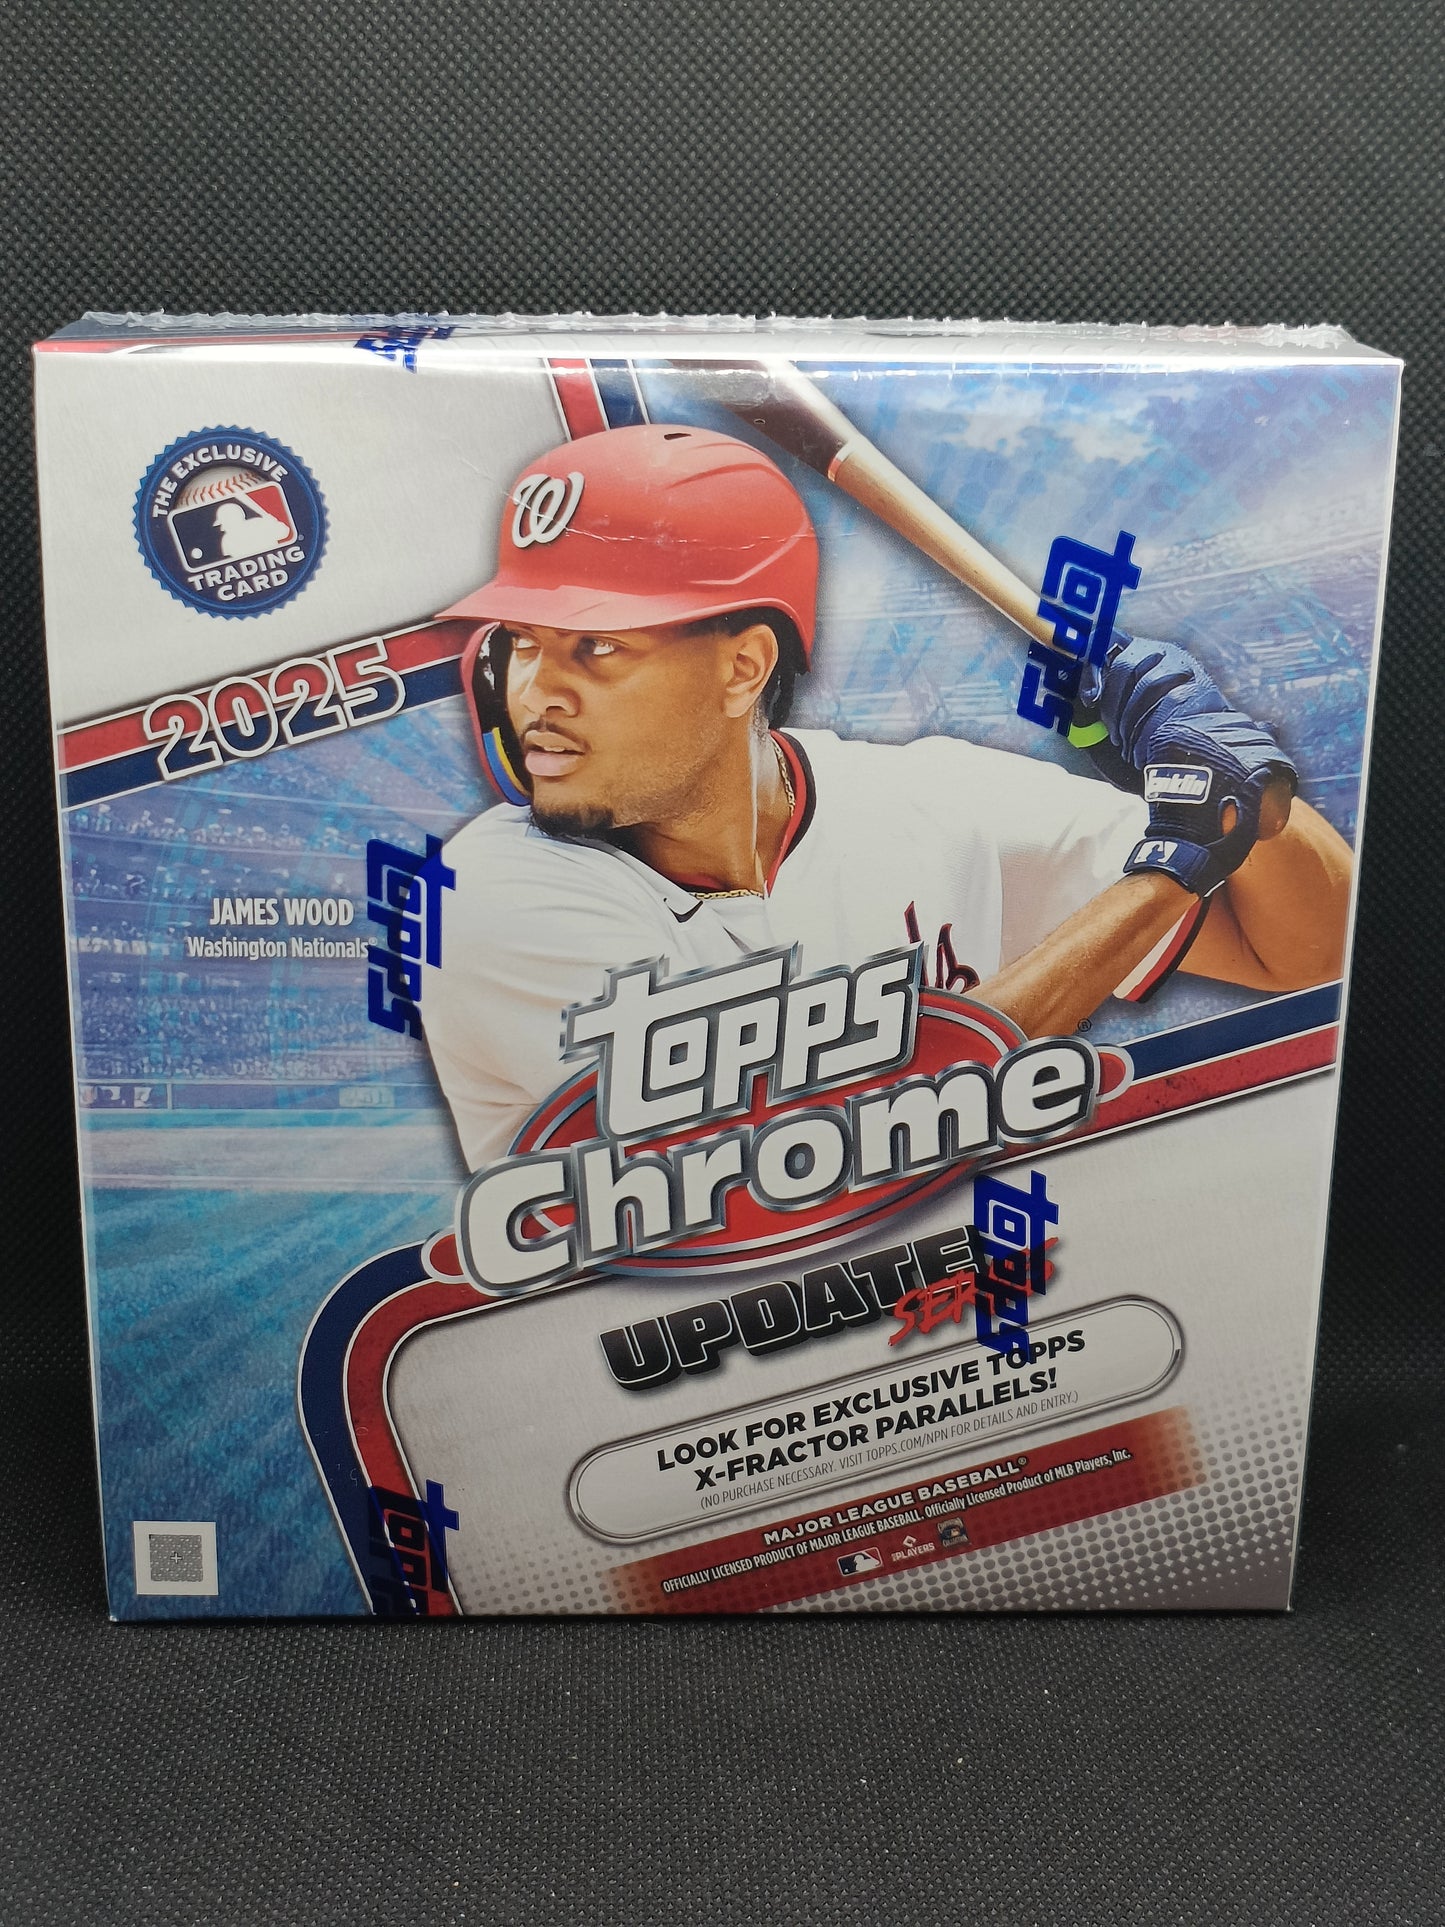 THE EXCLUSIVE
TRADING
CARD
2025
W
topps
topps
JAMES WOOD
Washington Nationals®
Franklin
topps
Chrome®
UPDATE
SERIES
topps
LOOK FOR EXCLUSIVE TOPPS
X-FRACTOR PARALLELS!
(NO PURCHASE NECESSARY. VISIT TOPPS.COM/NPN FOR DETAILS AND ENTRY.)
MAJOR LEAGUE BASEBALL®
OFFICIALLY LICENSED PRODUCT OF MAJOR LEAGUE BASEBALL. Officially Licensed Product of MLB Players, Inc.
PLAYERS
topps